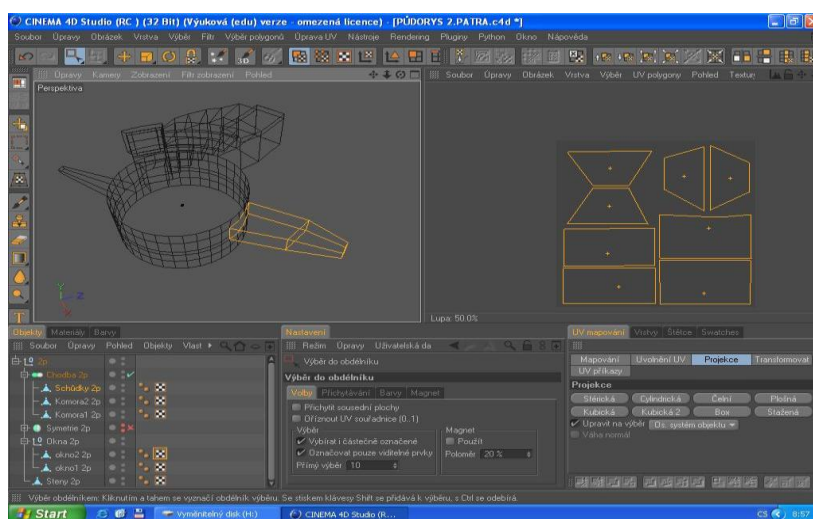 CINEMA 4D Studio (RC ) (32 Bit) (Výuková (edu) verze - omezená licence) - [PŮDORYS 2.PATRA.c4d *]
Soubor Úpravy Obrázek Vrstva Výběr Filtr Výběr polygonů Úprava UV Nástroje Rendering Pluginy Python Okno Nápověda
Úpravy Kamery Zobrazení Filtr zobrazení Pohled
Soubor Úpravy Obrázek Vrstva Výběr UV polygony Pohled Textury
Perspektiva
Y
Z
X
Lupa: 50.0%
Objekty Materiály Barvy
Soubor Úpravy Pohled Objekty Vlast
2p
Chodba 2p
Schůdky 2p
Komora2 2p
Komora1 2p
Symetrie 2p
Okna 2p
okno2 2p
okno1 2p
Steny 2p
Nastavení
Režim Úpravy Uživatelská da
Výběr do obdélníku
Výběr do obdélníku
Volby Přichytávání Barvy Magnet
Přichytit sousední plochy
Oříznout UV souřadnice (0..1)
Výběr
Vybírat i částečně označené
Označovat pouze viditelné prvky
Přímý výběr 10
Magnet
Použít
Poloměr 20 %
UV mapování Vrstvy Štětce Swatches
Mapování Uvolnění UV Projekce Transformovat
UV příkazy
Projekce
Sférická Cylindrická Čelní Plošná
Kubická Kubická 2 Box Stažená
Upravit na výběr Os. systém objektu
Váha normál
Výběr obdélníkem: Kliknutím a tahem se vyznačí obdélník výběru. Se stiskem klávesy Shift se přidává k výběru, s Ctrl se odebírá.
Start
Vyměnitelný disk (H:)
CINEMA 4D Studio (R...
CS
8:57